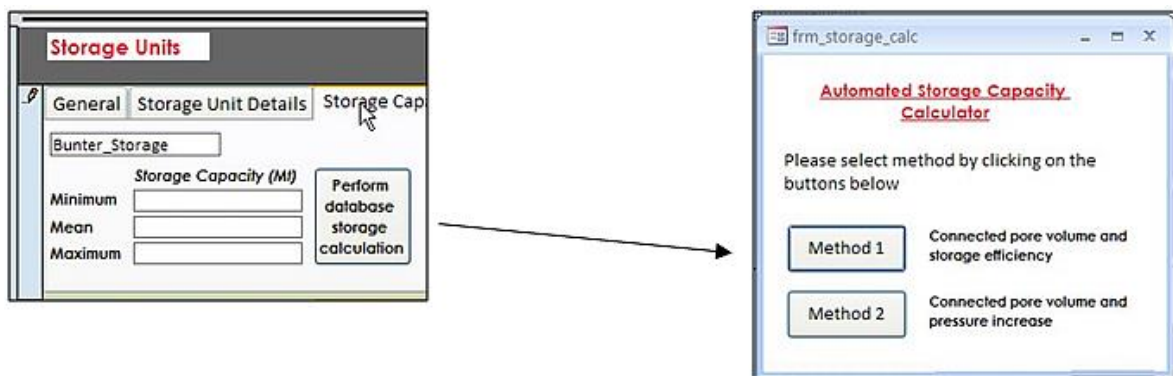 Storage Units
General Storage Unit Details Storage Cap
Bunter_Storage
Storage Capacity (Mt)
Minimum
Mean
Maximum
Perform
database
storage
calculation
frm_storage_calc
Automated Storage Capacity
Calculator
Please select method by clicking on the
buttons below
Method 1
Connected pore volume and
storage efficiency
Method 2
Connected pore volume and
pressure increase